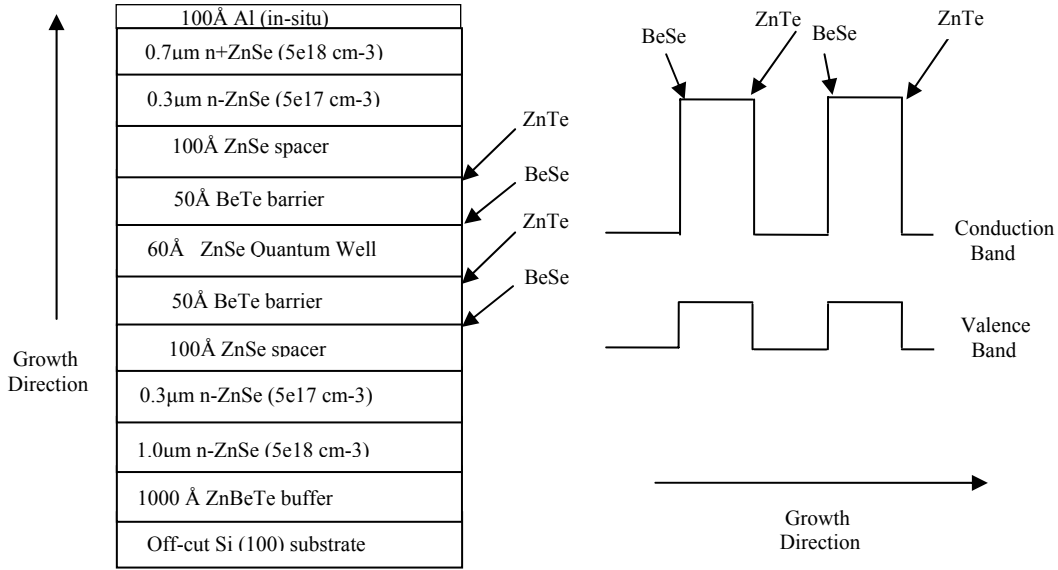 100Å Al (in-situ)
0.7μm n+ZnSe (5e18 cm-3)
0.3μm n-ZnSe (5e17 cm-3)
100Å ZnSe spacer
50Å BeTe barrier
60Å ZnSe Quantum Well
50Å BeTe barrier
100Å ZnSe spacer
0.3μm n-ZnSe (5e17 cm-3)
1.0μm n-ZnSe (5e18 cm-3)
1000 Å ZnBeTe buffer
Off-cut Si (100) substrate
Growth
Direction
ZnTe
BeSe
ZnTe
BeSe
BeSe
ZnTe
BeSe
ZnTe
Conduction
Band
Valence
Band
Growth
Direction